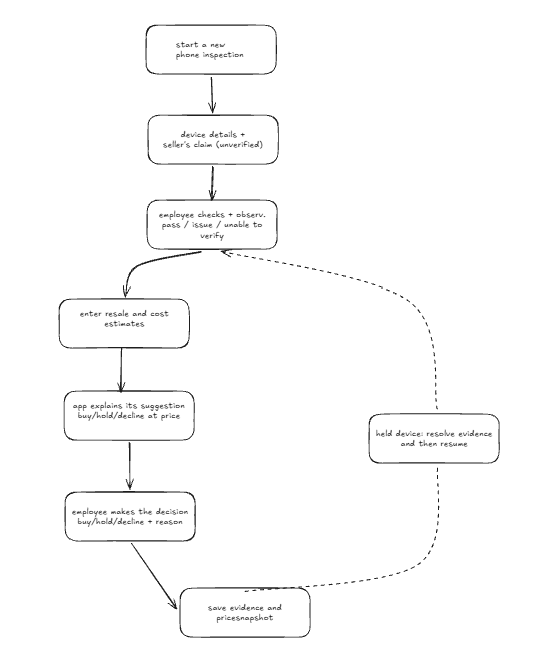 start a new
phone inspection
device details +
seller's claim (unverified)
employee checks + observ.
pass / issue / unable to
verify
enter resale and cost
estimates
app explains its suggestion
buy/hold/decline at price
held device: resolve evidence
and then resume
employee makes the decision
buy/hold/decline + reason
save evidence and
pricesnapshot